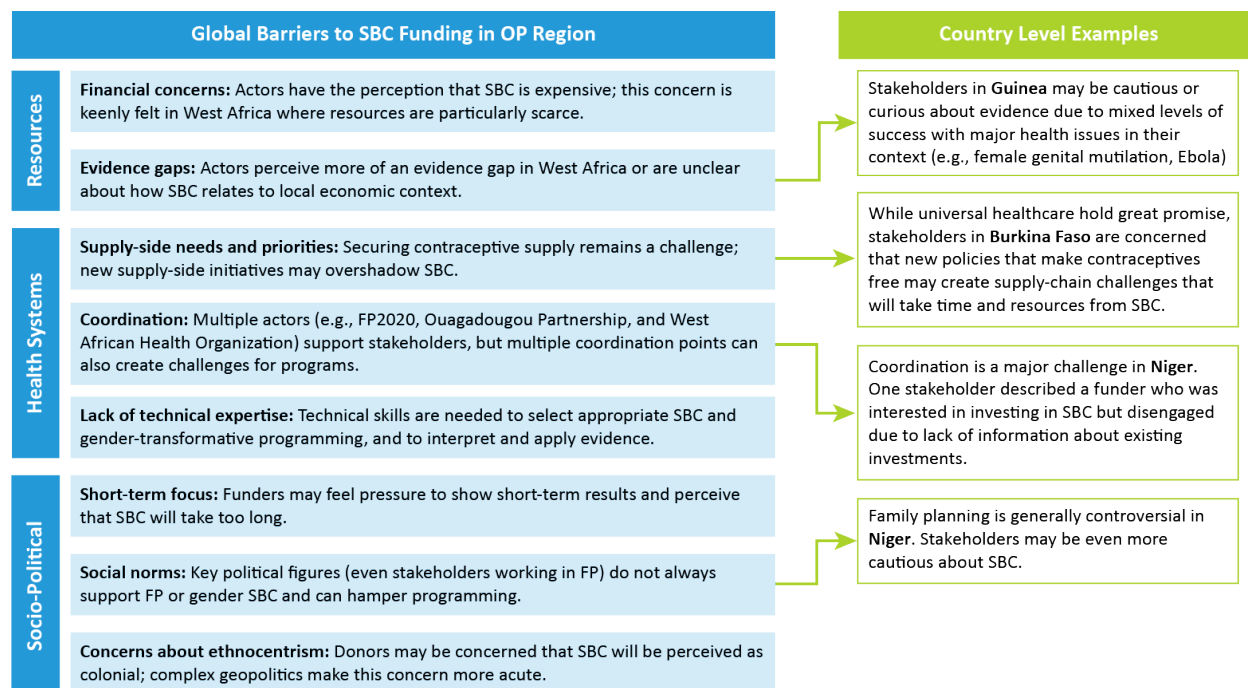 Global Barriers to SBC Funding in OP Region
Resources
Financial concerns: Actors have the perception that SBC is expensive; this concern is
keenly felt in West Africa where resources are particularly scarce.
Evidence gaps: Actors perceive more of an evidence gap in West Africa or are unclear
about how SBC relates to local economic context.
Health Systems
Supply-side needs and priorities: Securing contraceptive supply remains a challenge;
new supply-side initiatives may overshadow SBC.
Coordination: Multiple actors (e.g., FP2020, Ouagadougou Partnership, and West
African Health Organization) support stakeholders, but multiple coordination points can
also create challenges for programs.
Lack of technical expertise: Technical skills are needed to select appropriate SBC and
gender-transformative programming, and to interpret and apply evidence.
Socio-Political
Short-term focus: Funders may feel pressure to show short-term results and perceive
that SBC will take too long.
Social norms: Key political figures (even stakeholders working in FP) do not always
support FP or gender SBC and can hamper programming.
Concerns about ethnocentrism: Donors may be concerned that SBC will be perceived as
colonial; complex geopolitics make this concern more acute.
Country Level Examples
Stakeholders in Guinea may be cautious or
curious about evidence due to mixed levels of
success with major health issues in their
context (e.g., female genital mutilation, Ebola)
While universal healthcare hold great promise,
stakeholders in Burkina Faso are concerned
that new policies that make contraceptives
free may create supply-chain challenges that
will take time and resources from SBC.
Coordination is a major challenge in Niger.
One stakeholder described a funder who was
interested in investing in SBC but disengaged
due to lack of information about existing
investments.
Family planning is generally controversial in
Niger. Stakeholders may be even more
cautious about SBC.